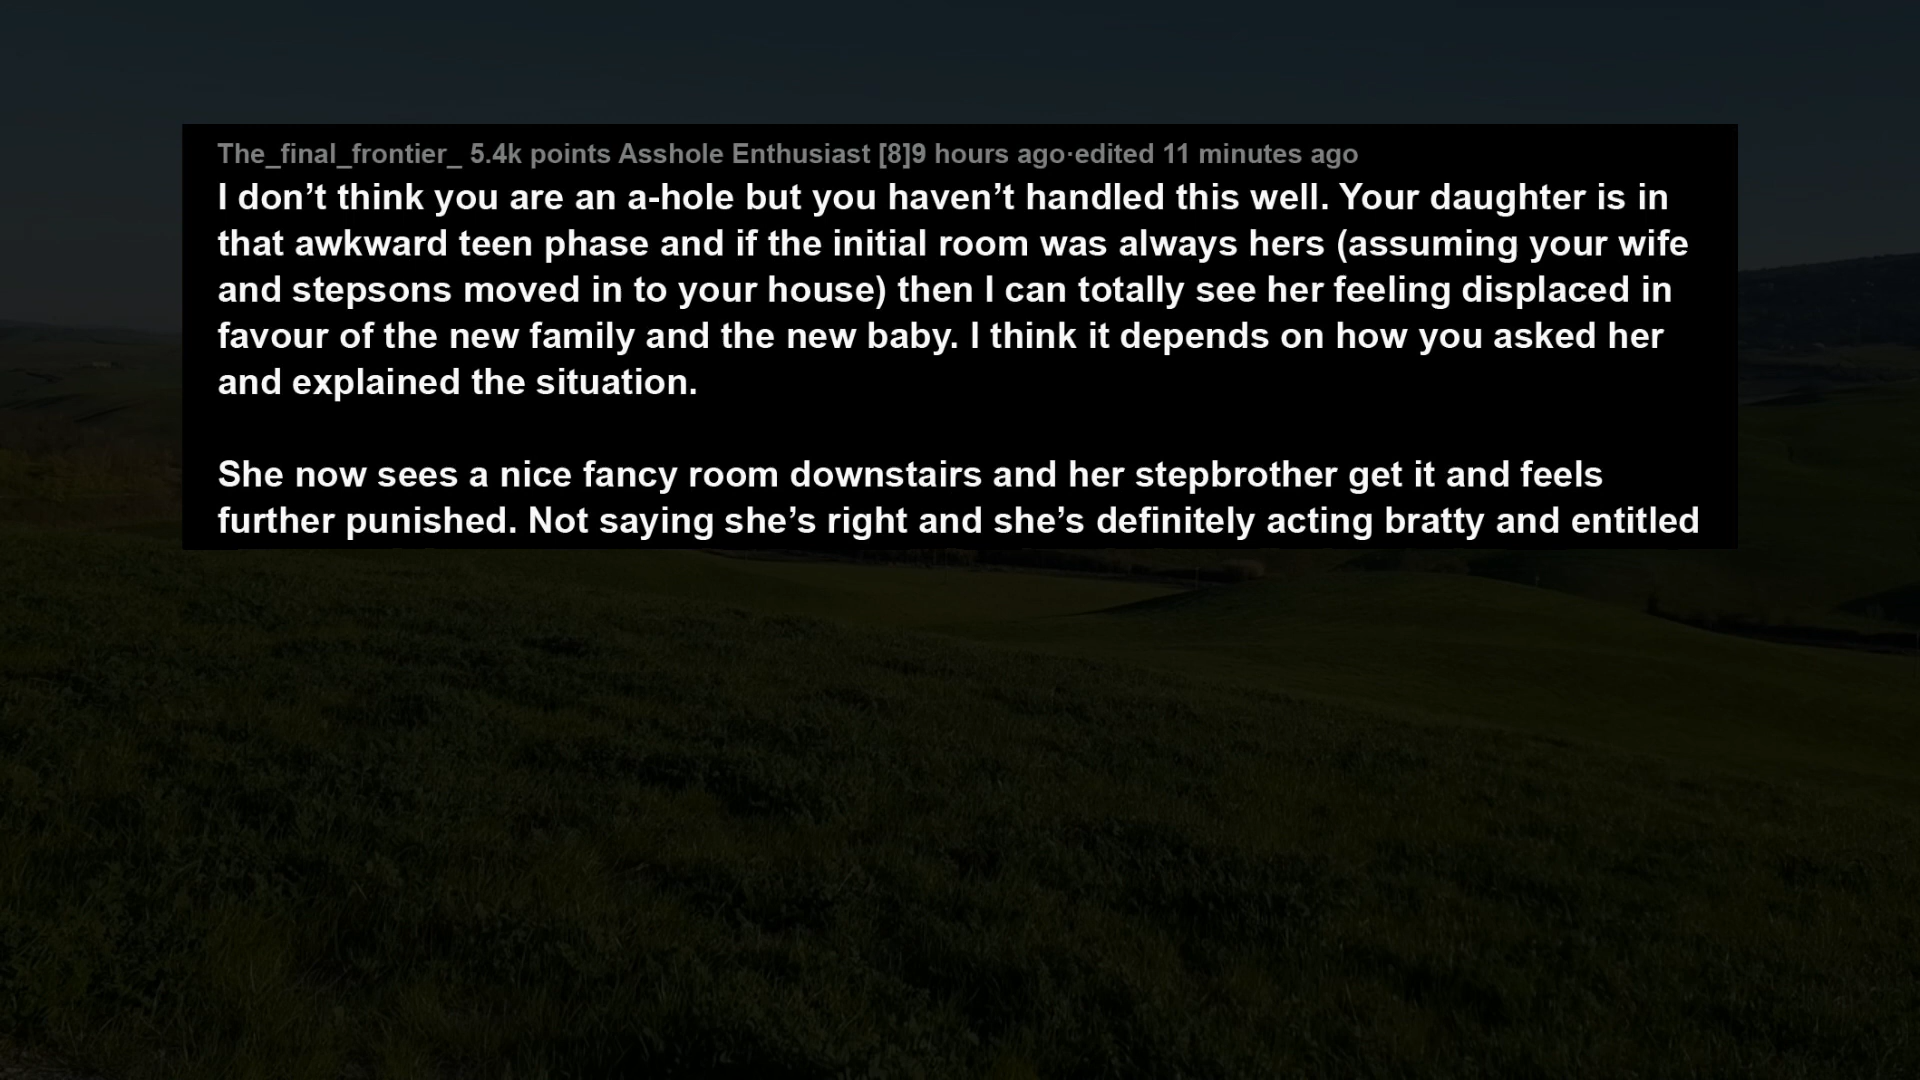 The_final_frontier_ 5.4k points Asshole Enthusiast [8]9 hours ago·edited 11 minutes ago
I don’t think you are an a-hole but you haven’t handled this well. Your daughter is in
that awkward teen phase and if the initial room was always hers (assuming your wife
and stepsons moved in to your house) then I can totally see her feeling displaced in
favour of the new family and the new baby. I think it depends on how you asked her
and explained the situation.
She now sees a nice fancy room downstairs and her stepbrother get it and feels
further punished. Not saying she’s right and she’s definitely acting bratty and entitled